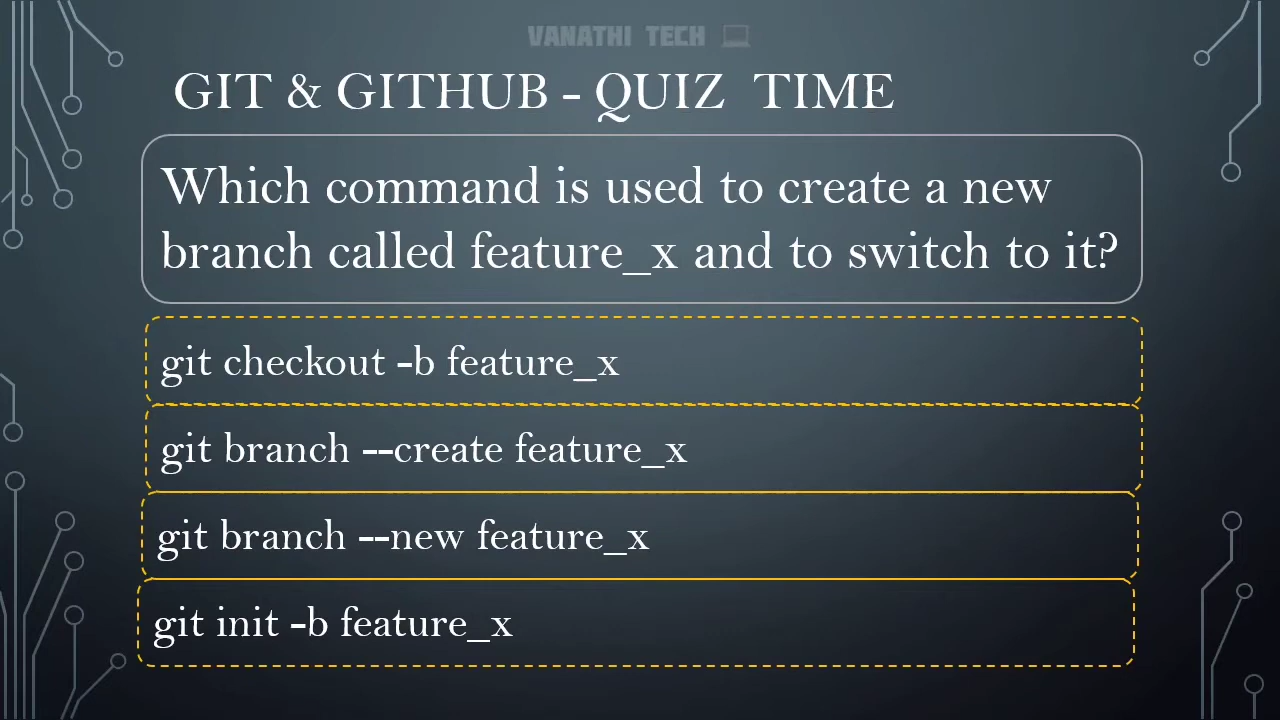 VANATHI TECH
GIT & GITHUB - QUIZ TIME
Which command is used to create a new
branch called feature_x and to switch to it?
git checkout -b feature_x
git branch --create feature_x
git branch --new feature_x
git init -b feature_x